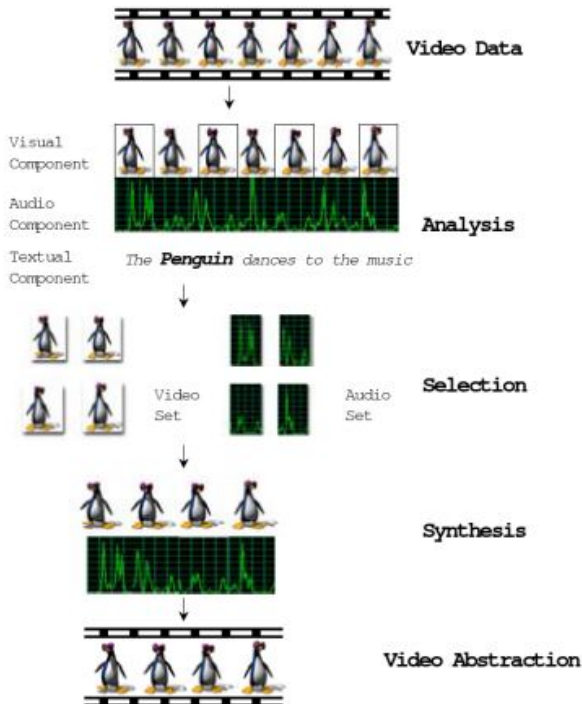 Video Data
Visual
Component
Audio
Component
Analysis
Textual
Component
The Penguin dances to the music
Video
Set
Audio
Set
Selection
Synthesis
Video Abstraction